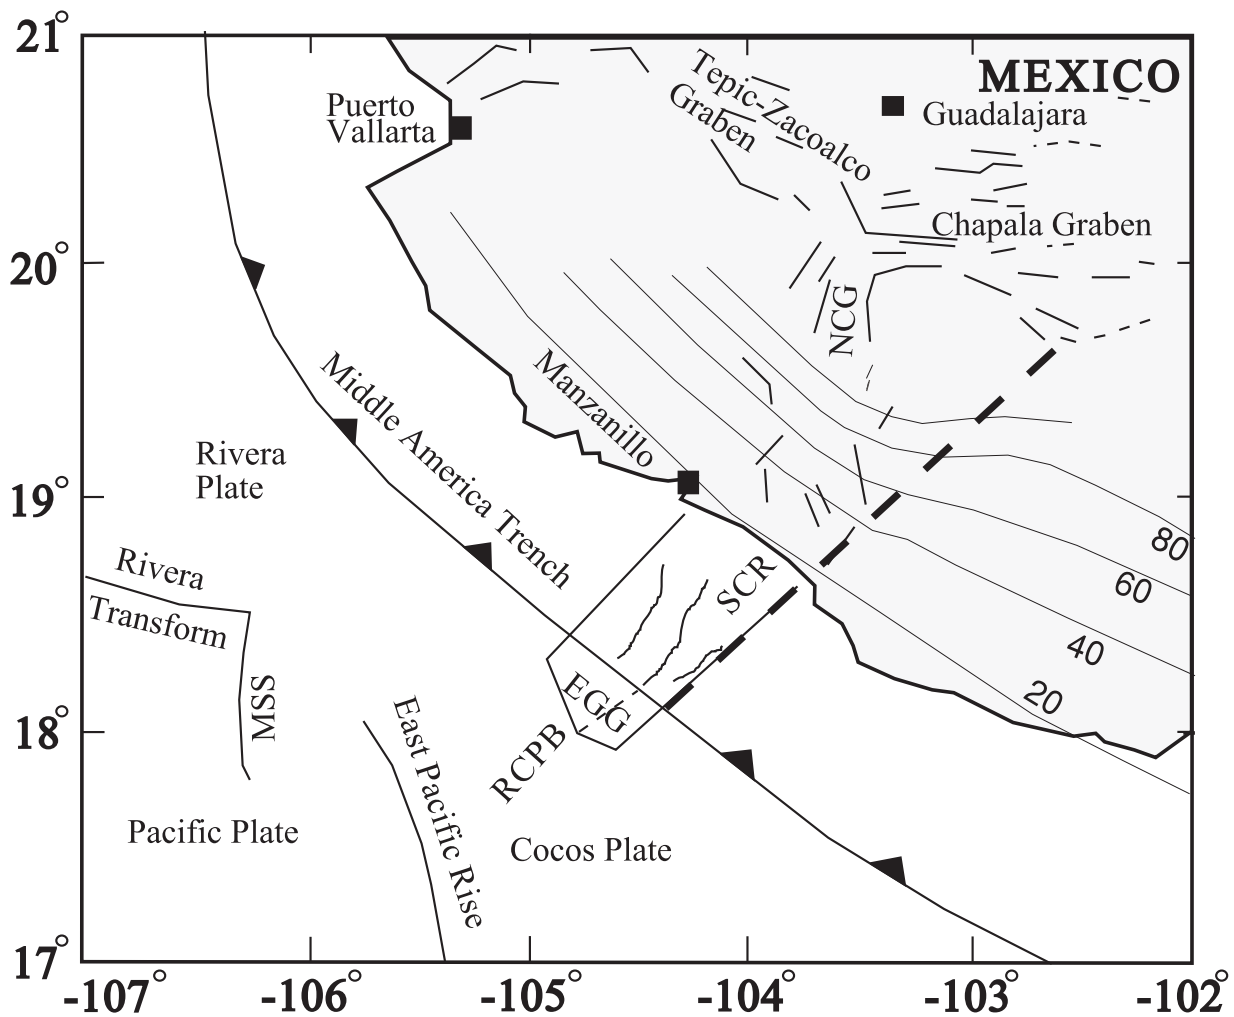 21°
20°
19°
18°
17°
-107°
-106°
-105°
-104°
-103°
-102°
MEXICO
Guadalajara
Puerto
Vallarta
Tepic-Zacoalco
Graben
Chapala Graben
NCG
Manzanillo
Middle America Trench
Rivera
Plate
Rivera
Transform
MSS
SCR
EGG
RCPB
East Pacific Rise
Pacific Plate
Cocos Plate
80
60
40
20